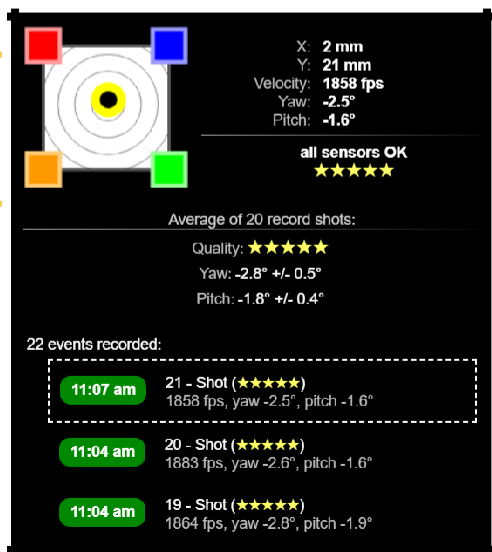 X: 2 mm
Y: 21 mm
Velocity: 1858 fps
Yaw: -2.5°
Pitch: -1.6°
all sensors OK
★★★★★
Average of 20 record shots:
Quality: ★★★★★
Yaw: -2.8° +/- 0.5°
Pitch: -1.8° +/- 0.4°
22 events recorded:
11:07 am
21 - Shot (★★★★★)
1858 fps, yaw -2.5°, pitch -1.6°
11:04 am
20 - Shot (★★★★★)
1883 fps, yaw -2.6°, pitch -1.6°
11:04 am
19 - Shot (★★★★★)
1864 fps, yaw -2.8°, pitch -1.9°